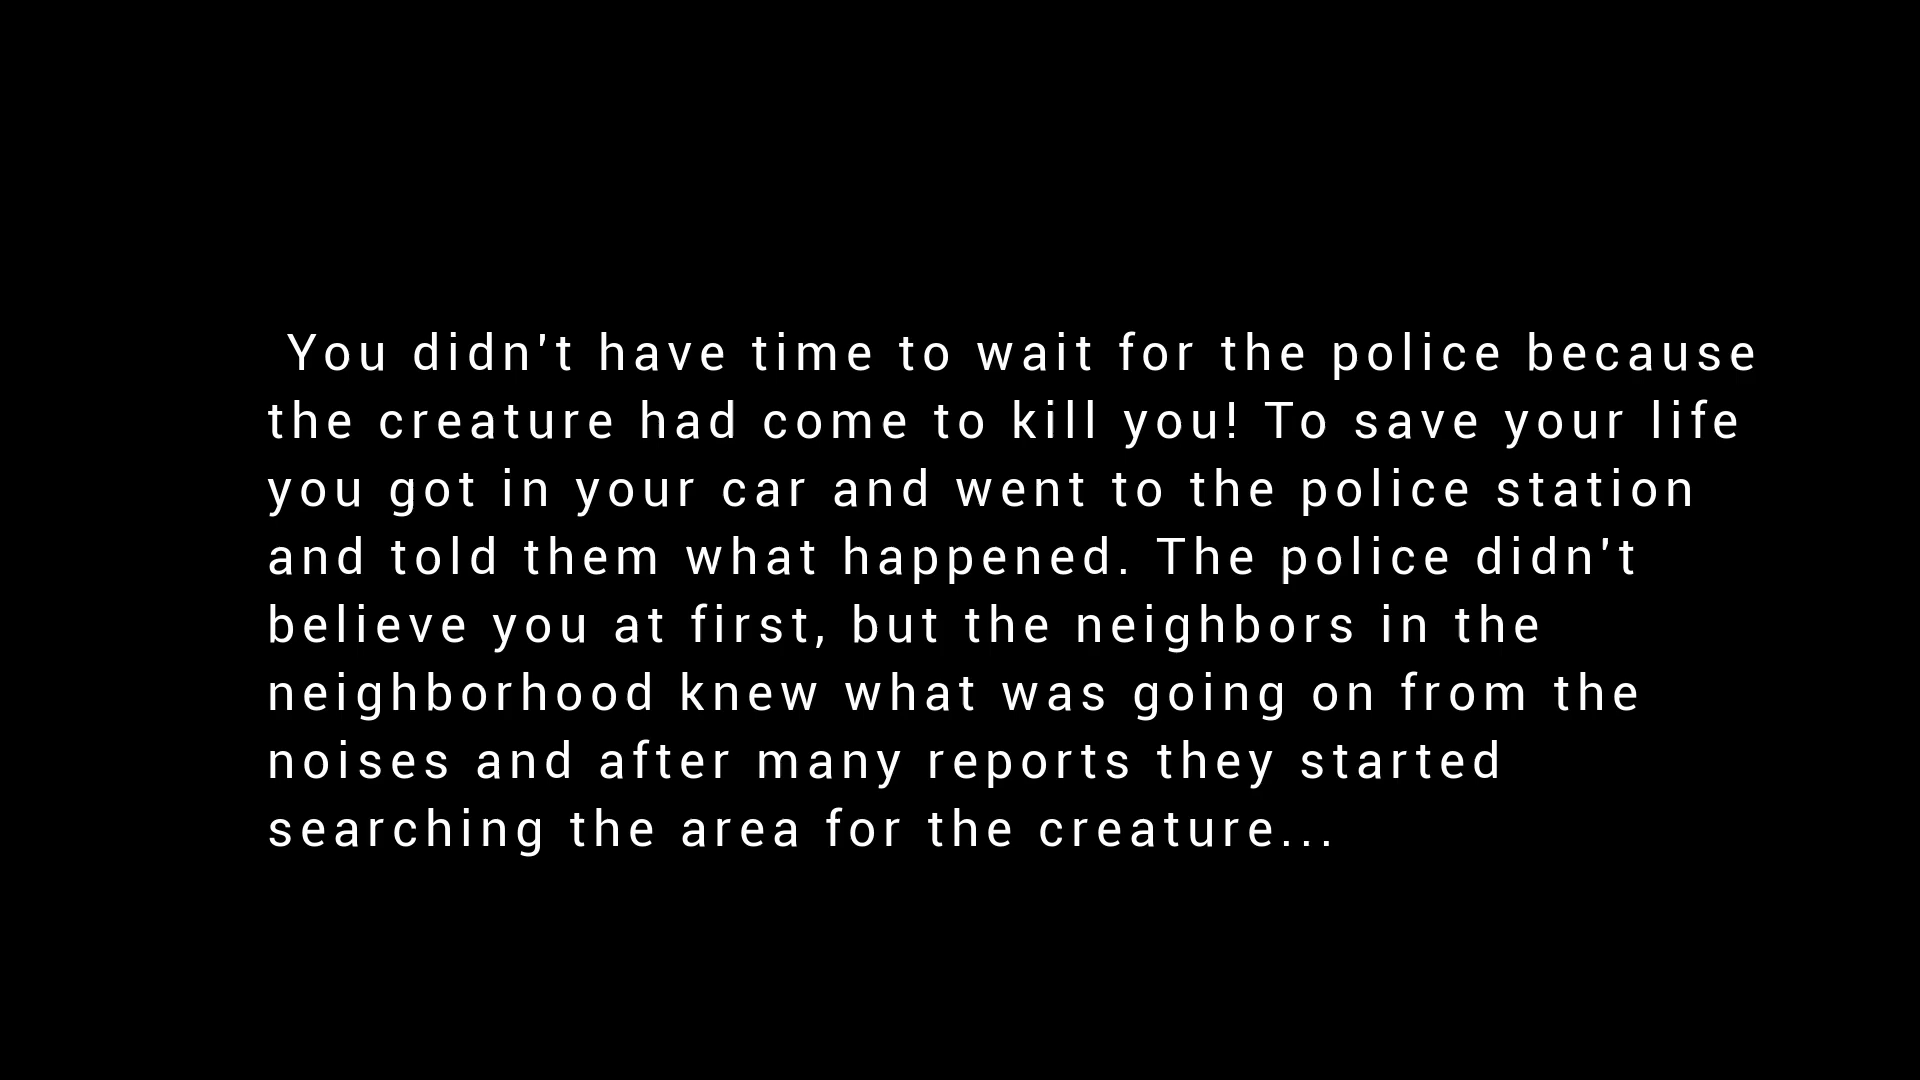 You didn't have time to wait for the police because
the creature had come to kill you! To save your life
you got in your car and went to the police station
and told them what happened. The police didn't
believe you at first, but the neighbors in the
neighborhood knew what was going on from the
noises and after many reports they started
searching the area for the creature...